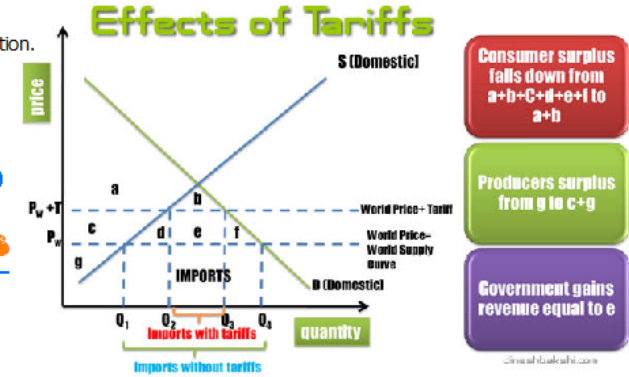 Effects of Tariffs
tion.
price
S (Domestic)
a
b
P_w +T
World Price+ Tariff
c
d
e
f
P_w
World Price=
World Supply
Curve
g
IMPORTS
D (Domestic)
Q1
Q2
Q3
Q4
quantity
Imports with tariffs
Imports without tariffs
Consumer surplus
falls down from
a+b+C+d+e+f to
a+b
Producers surplus
from g to c+g
Government gains
revenue equal to e
dineshbakshi.com